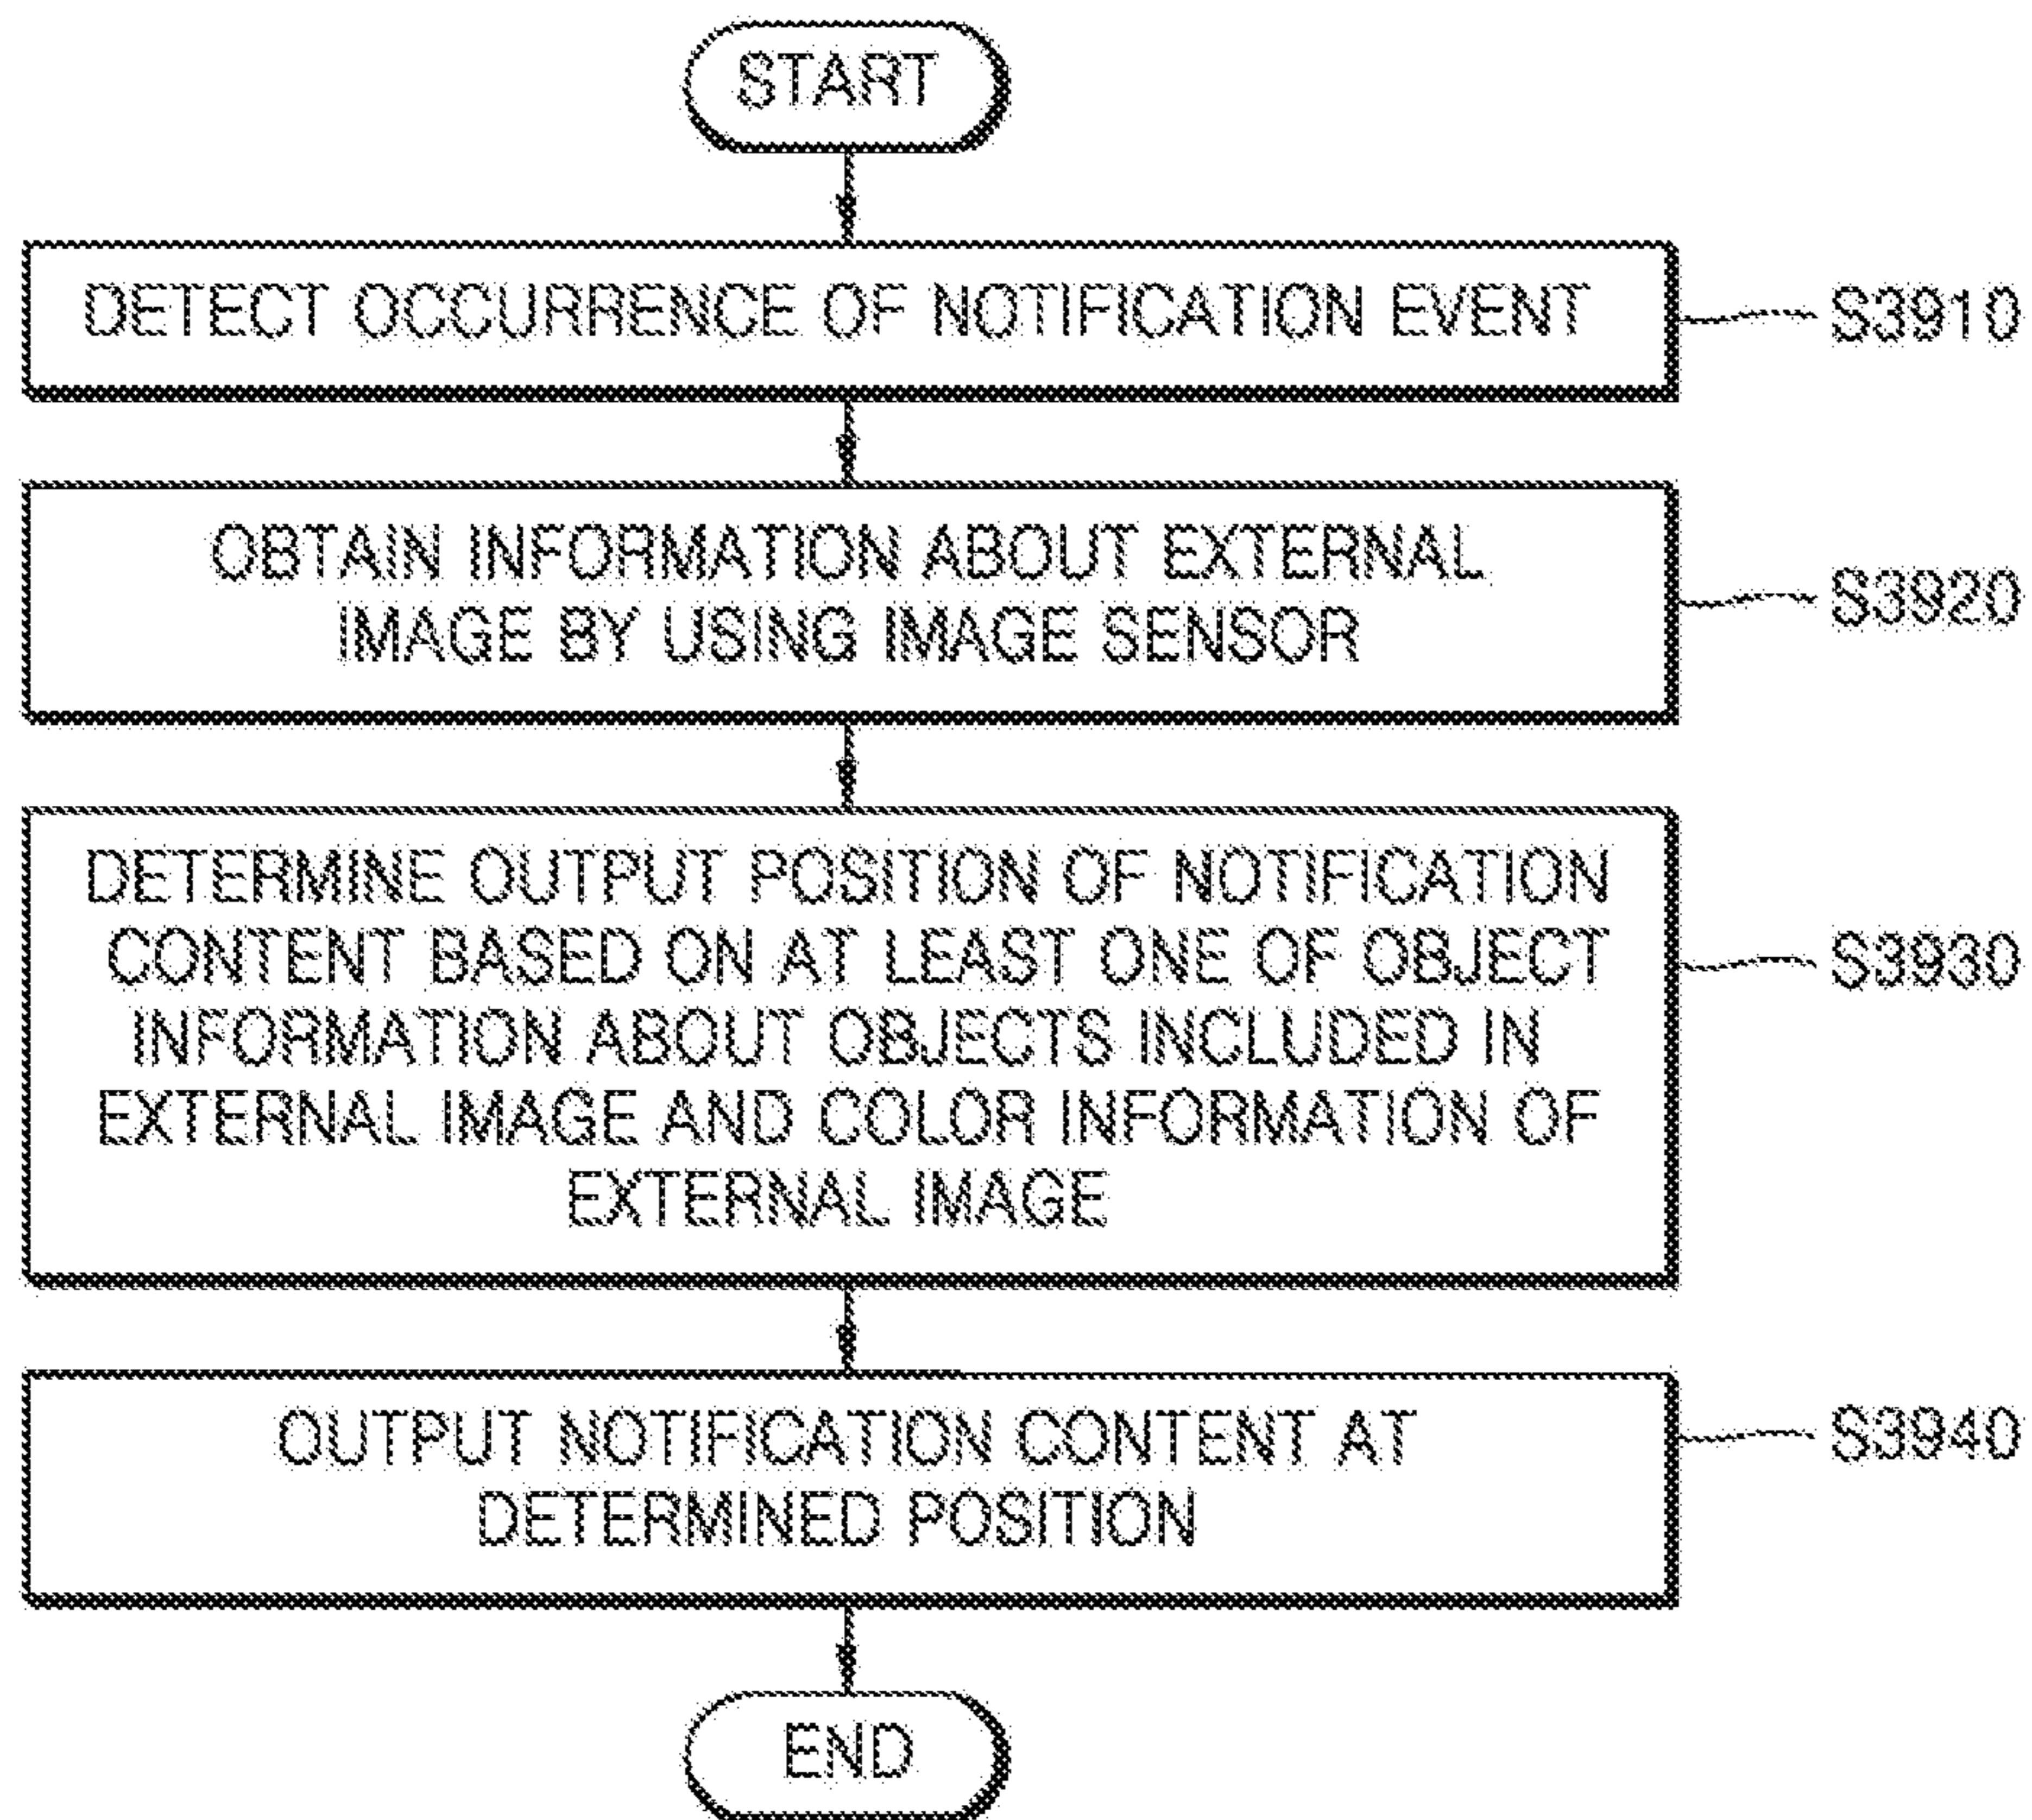 START
DETECT OCCURRENCE OF NOTIFICATION EVENT
S3910
OBTAIN INFORMATION ABOUT EXTERNAL
IMAGE BY USING IMAGE SENSOR
S3920
DETERMINE OUTPUT POSITION OF NOTIFICATION
CONTENT BASED ON AT LEAST ONE OF OBJECT
INFORMATION ABOUT OBJECTS INCLUDED IN
EXTERNAL IMAGE AND COLOR INFORMATION OF
EXTERNAL IMAGE
S3930
OUTPUT NOTIFICATION CONTENT AT
DETERMINED POSITION
S3940
END